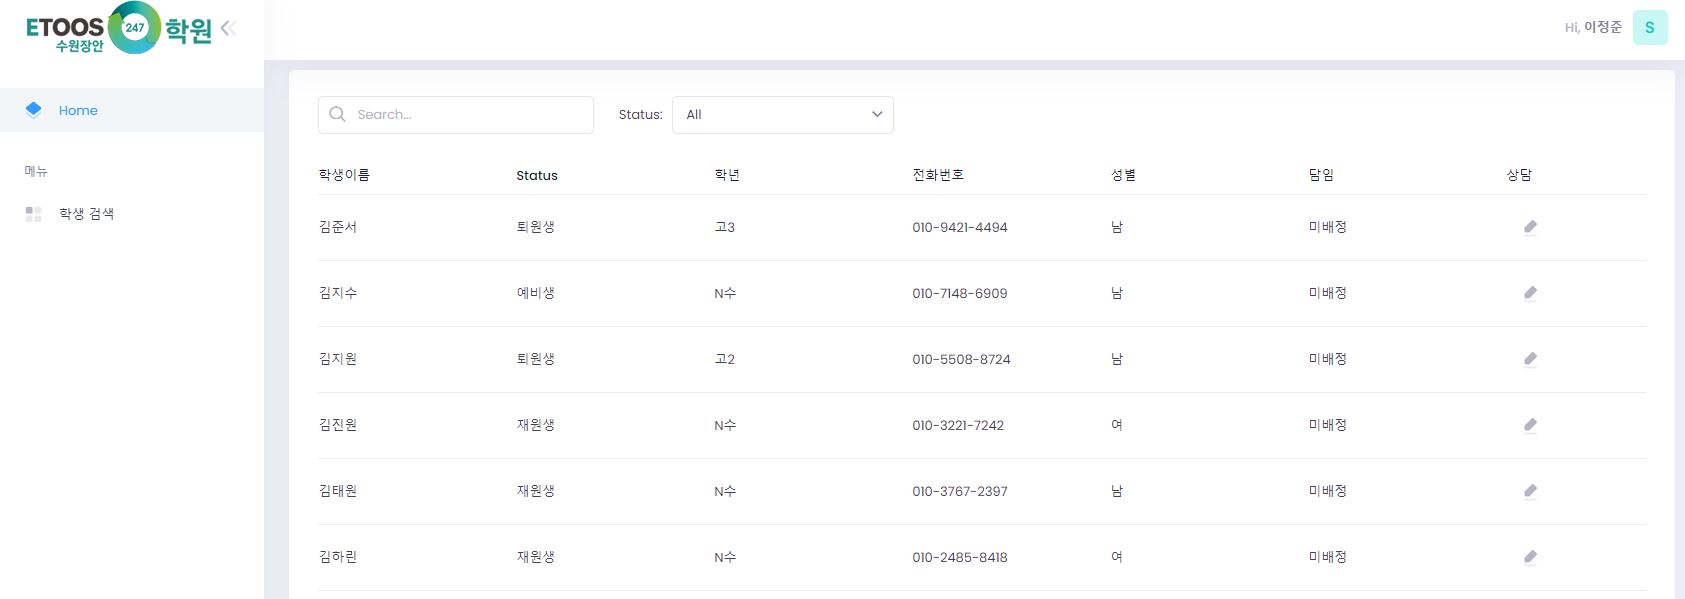 ETOOS 247 학원
수원장안
Hi, 이정준 S
Home
메뉴
학생 검색
Search...
Status: All
학생이름 Status 학년 전화번호 성별 담임 상담
김준서 퇴원생 고3 010-9421-4494 남 미배정
김지수 예비생 N수 010-7148-6909 남 미배정
김지원 퇴원생 고2 010-5508-8724 남 미배정
김진원 재원생 N수 010-3221-7242 여 미배정
김태원 재원생 N수 010-3767-2397 남 미배정
김하린 재원생 N수 010-2485-8418 여 미배정